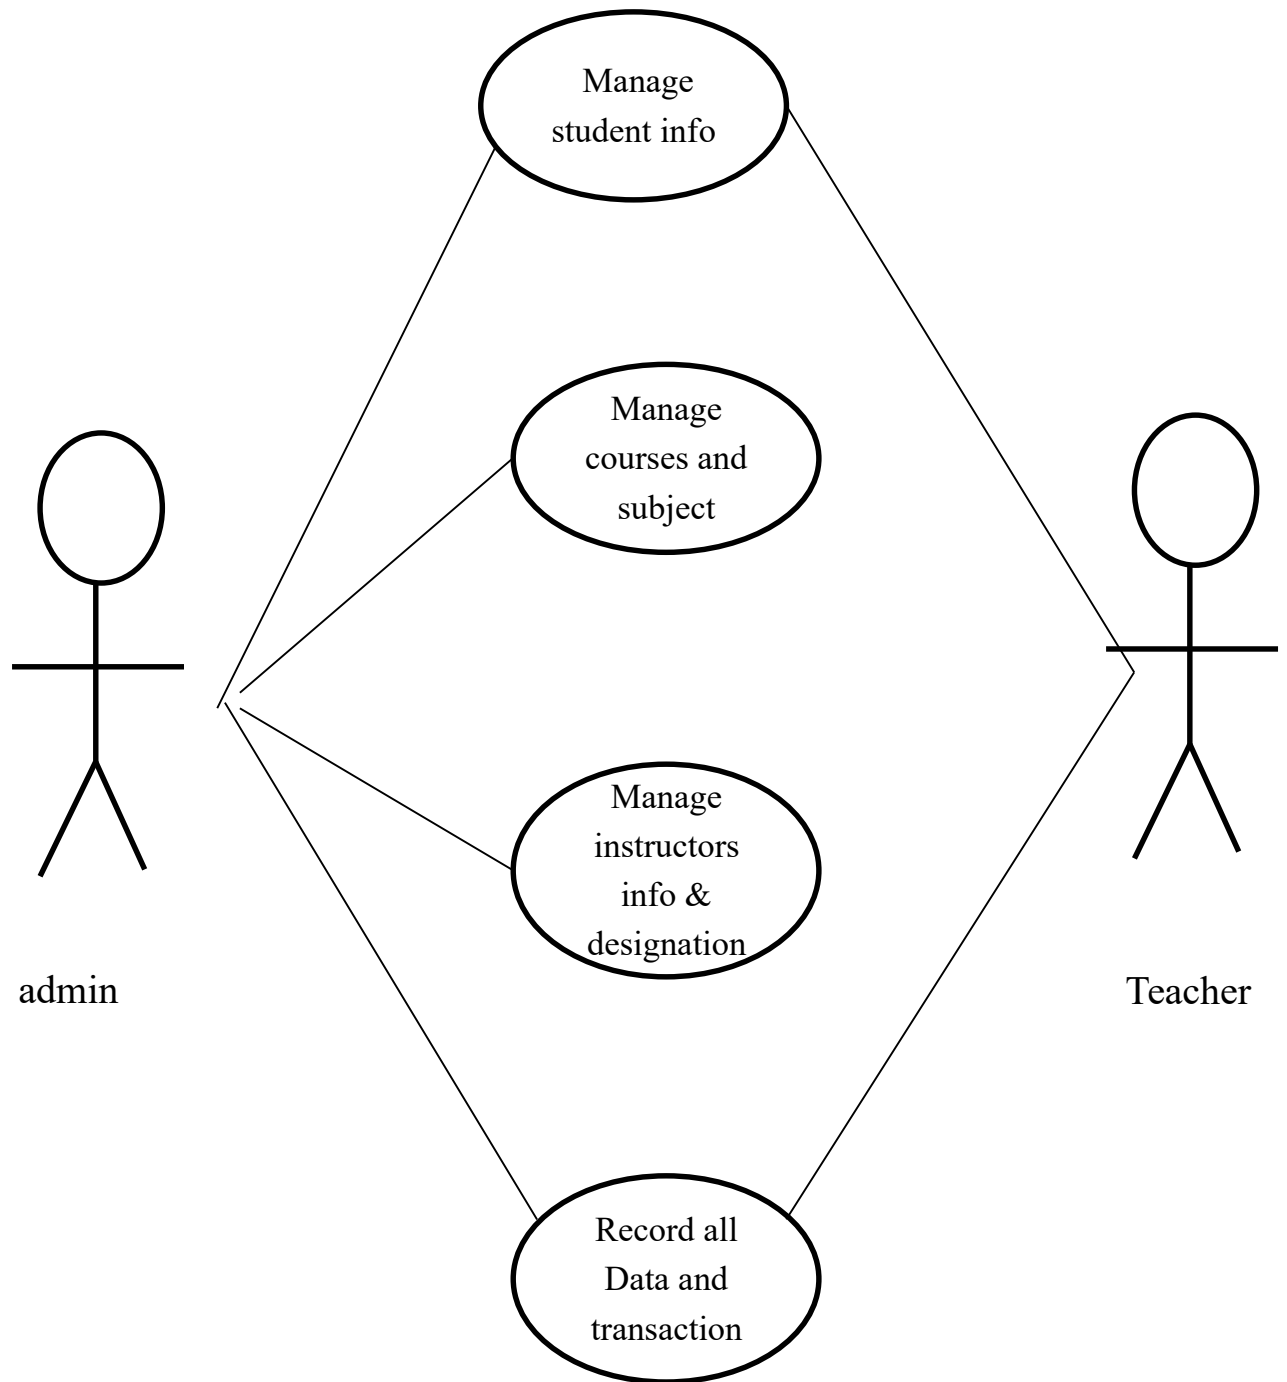 Manage
student info
Manage
courses and
subject
Manage
instructors
info &
designation
admin
Teacher
Record all
Data and
transaction